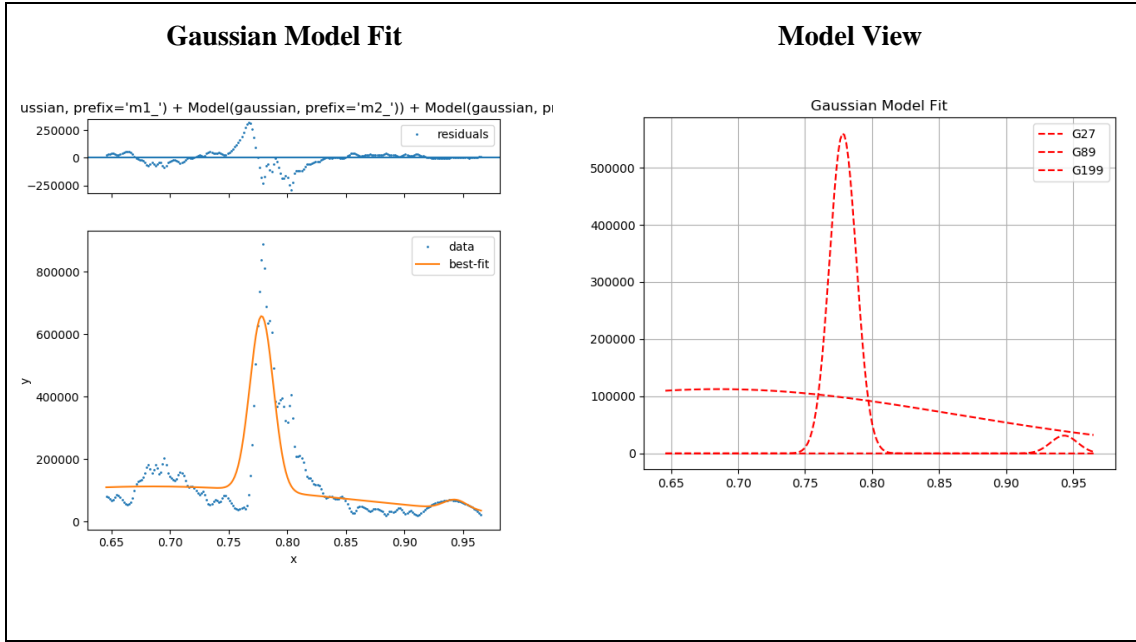 Gaussian Model Fit
Model View
ussian, prefix='m1_') + Model(gaussian, prefix='m2_')) + Model(gaussian, pr
250000
0
−250000
residuals
800000
600000
400000
200000
0
y
data
best-fit
0.65 0.70 0.75 0.80 0.85 0.90 0.95
x
Gaussian Model Fit
500000
400000
300000
200000
100000
0
G27
G89
G199
0.65 0.70 0.75 0.80 0.85 0.90 0.95